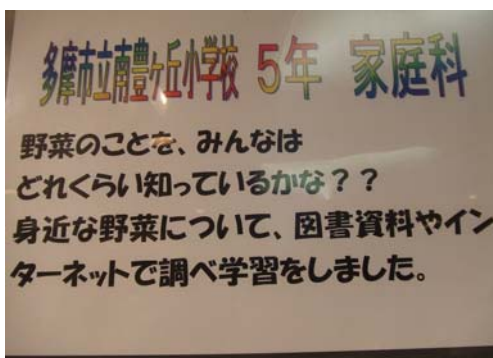 多摩市立南豊ヶ丘小学校 5年 家庭科
野菜のことを、みんなは
どれくらい知っているかな？？
身近な野菜について、図書資料やイン
ターネットで調べ学習をしました。